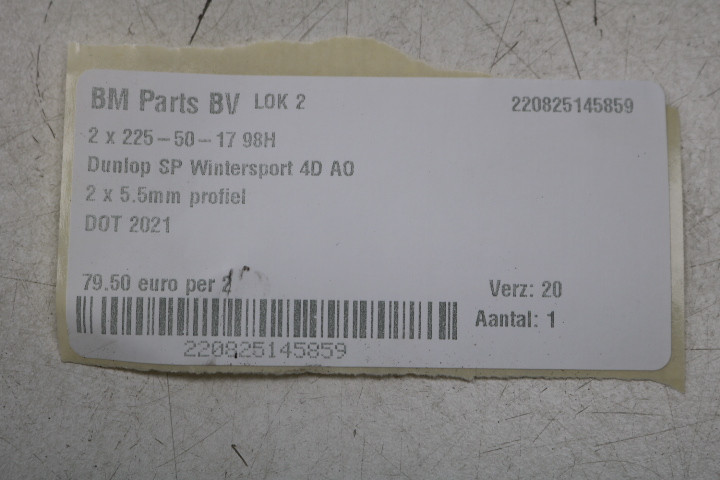 BM Parts BV LOK 2 220825145859
2 x 225-50-17 98H
Dunlop SP Wintersport 4D AO
2 x 5.5mm profiel
DOT 2021
79.50 euro per 2 Verz: 20
Aantal: 1
220825145859